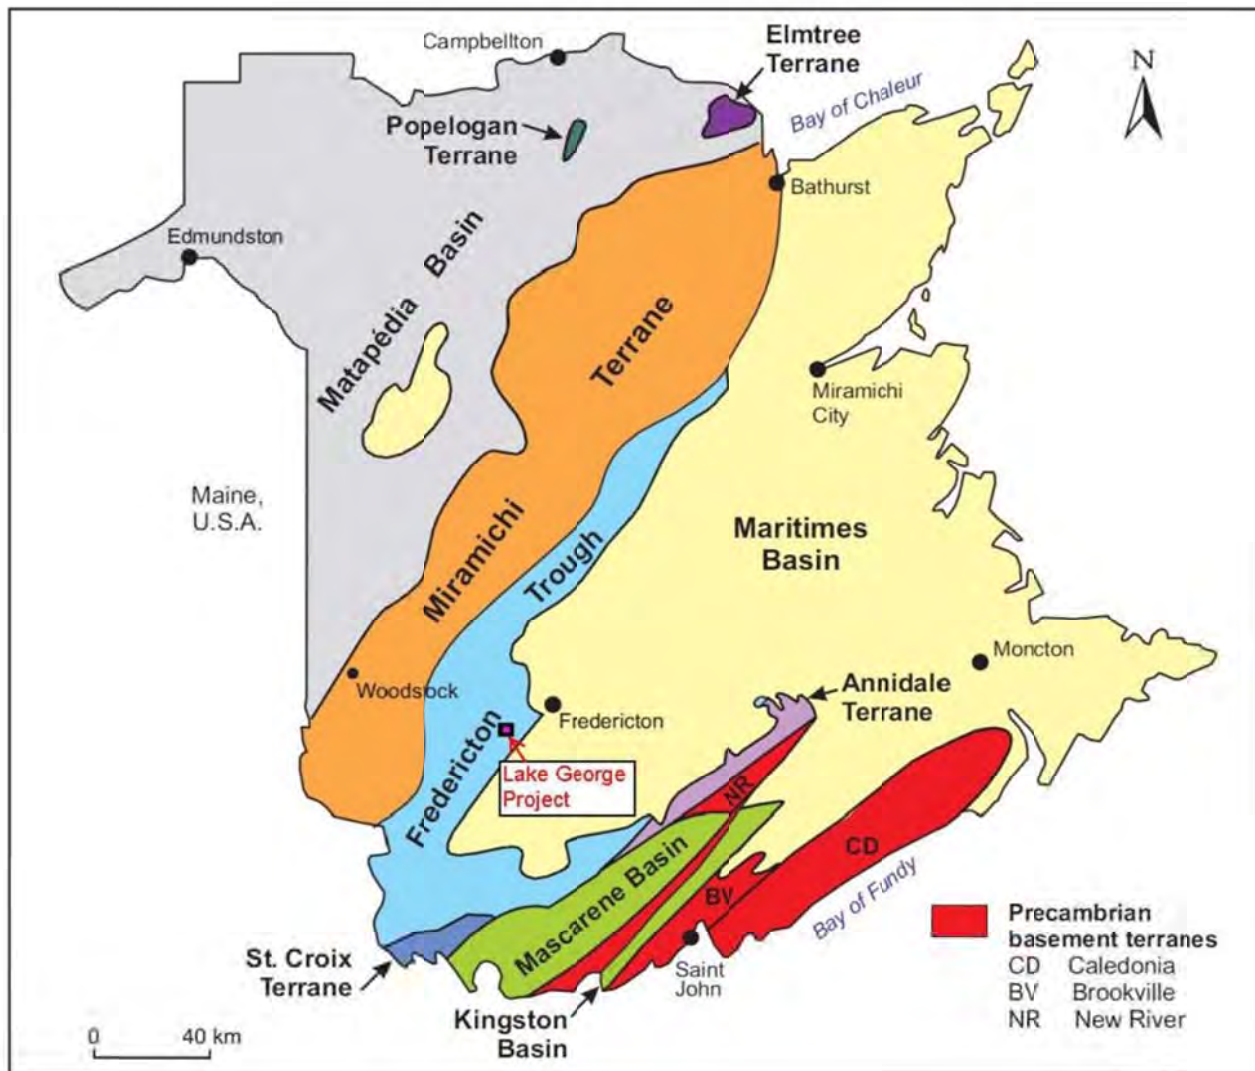 Campbellton
Elmtree
Terrane
N
Bay of Chaleur
Popelogan
Terrane
Bathurst
Edmundston
Matapédia Basin
Terrane
Miramichi
City
Maine,
U.S.A.
Miramichi
Trough
Maritimes
Basin
Moncton
Woodstock
Annidale
Terrane
Fredericton
Fredericton
Lake George
Project
NR
CD
Mascarene Basin
BV
Bay of Fundy
Precambrian
basement terranes
CD Caledonia
BV Brookville
NR New River
St. Croix
Terrane
Saint
John
Kingston
Basin
0 40 km